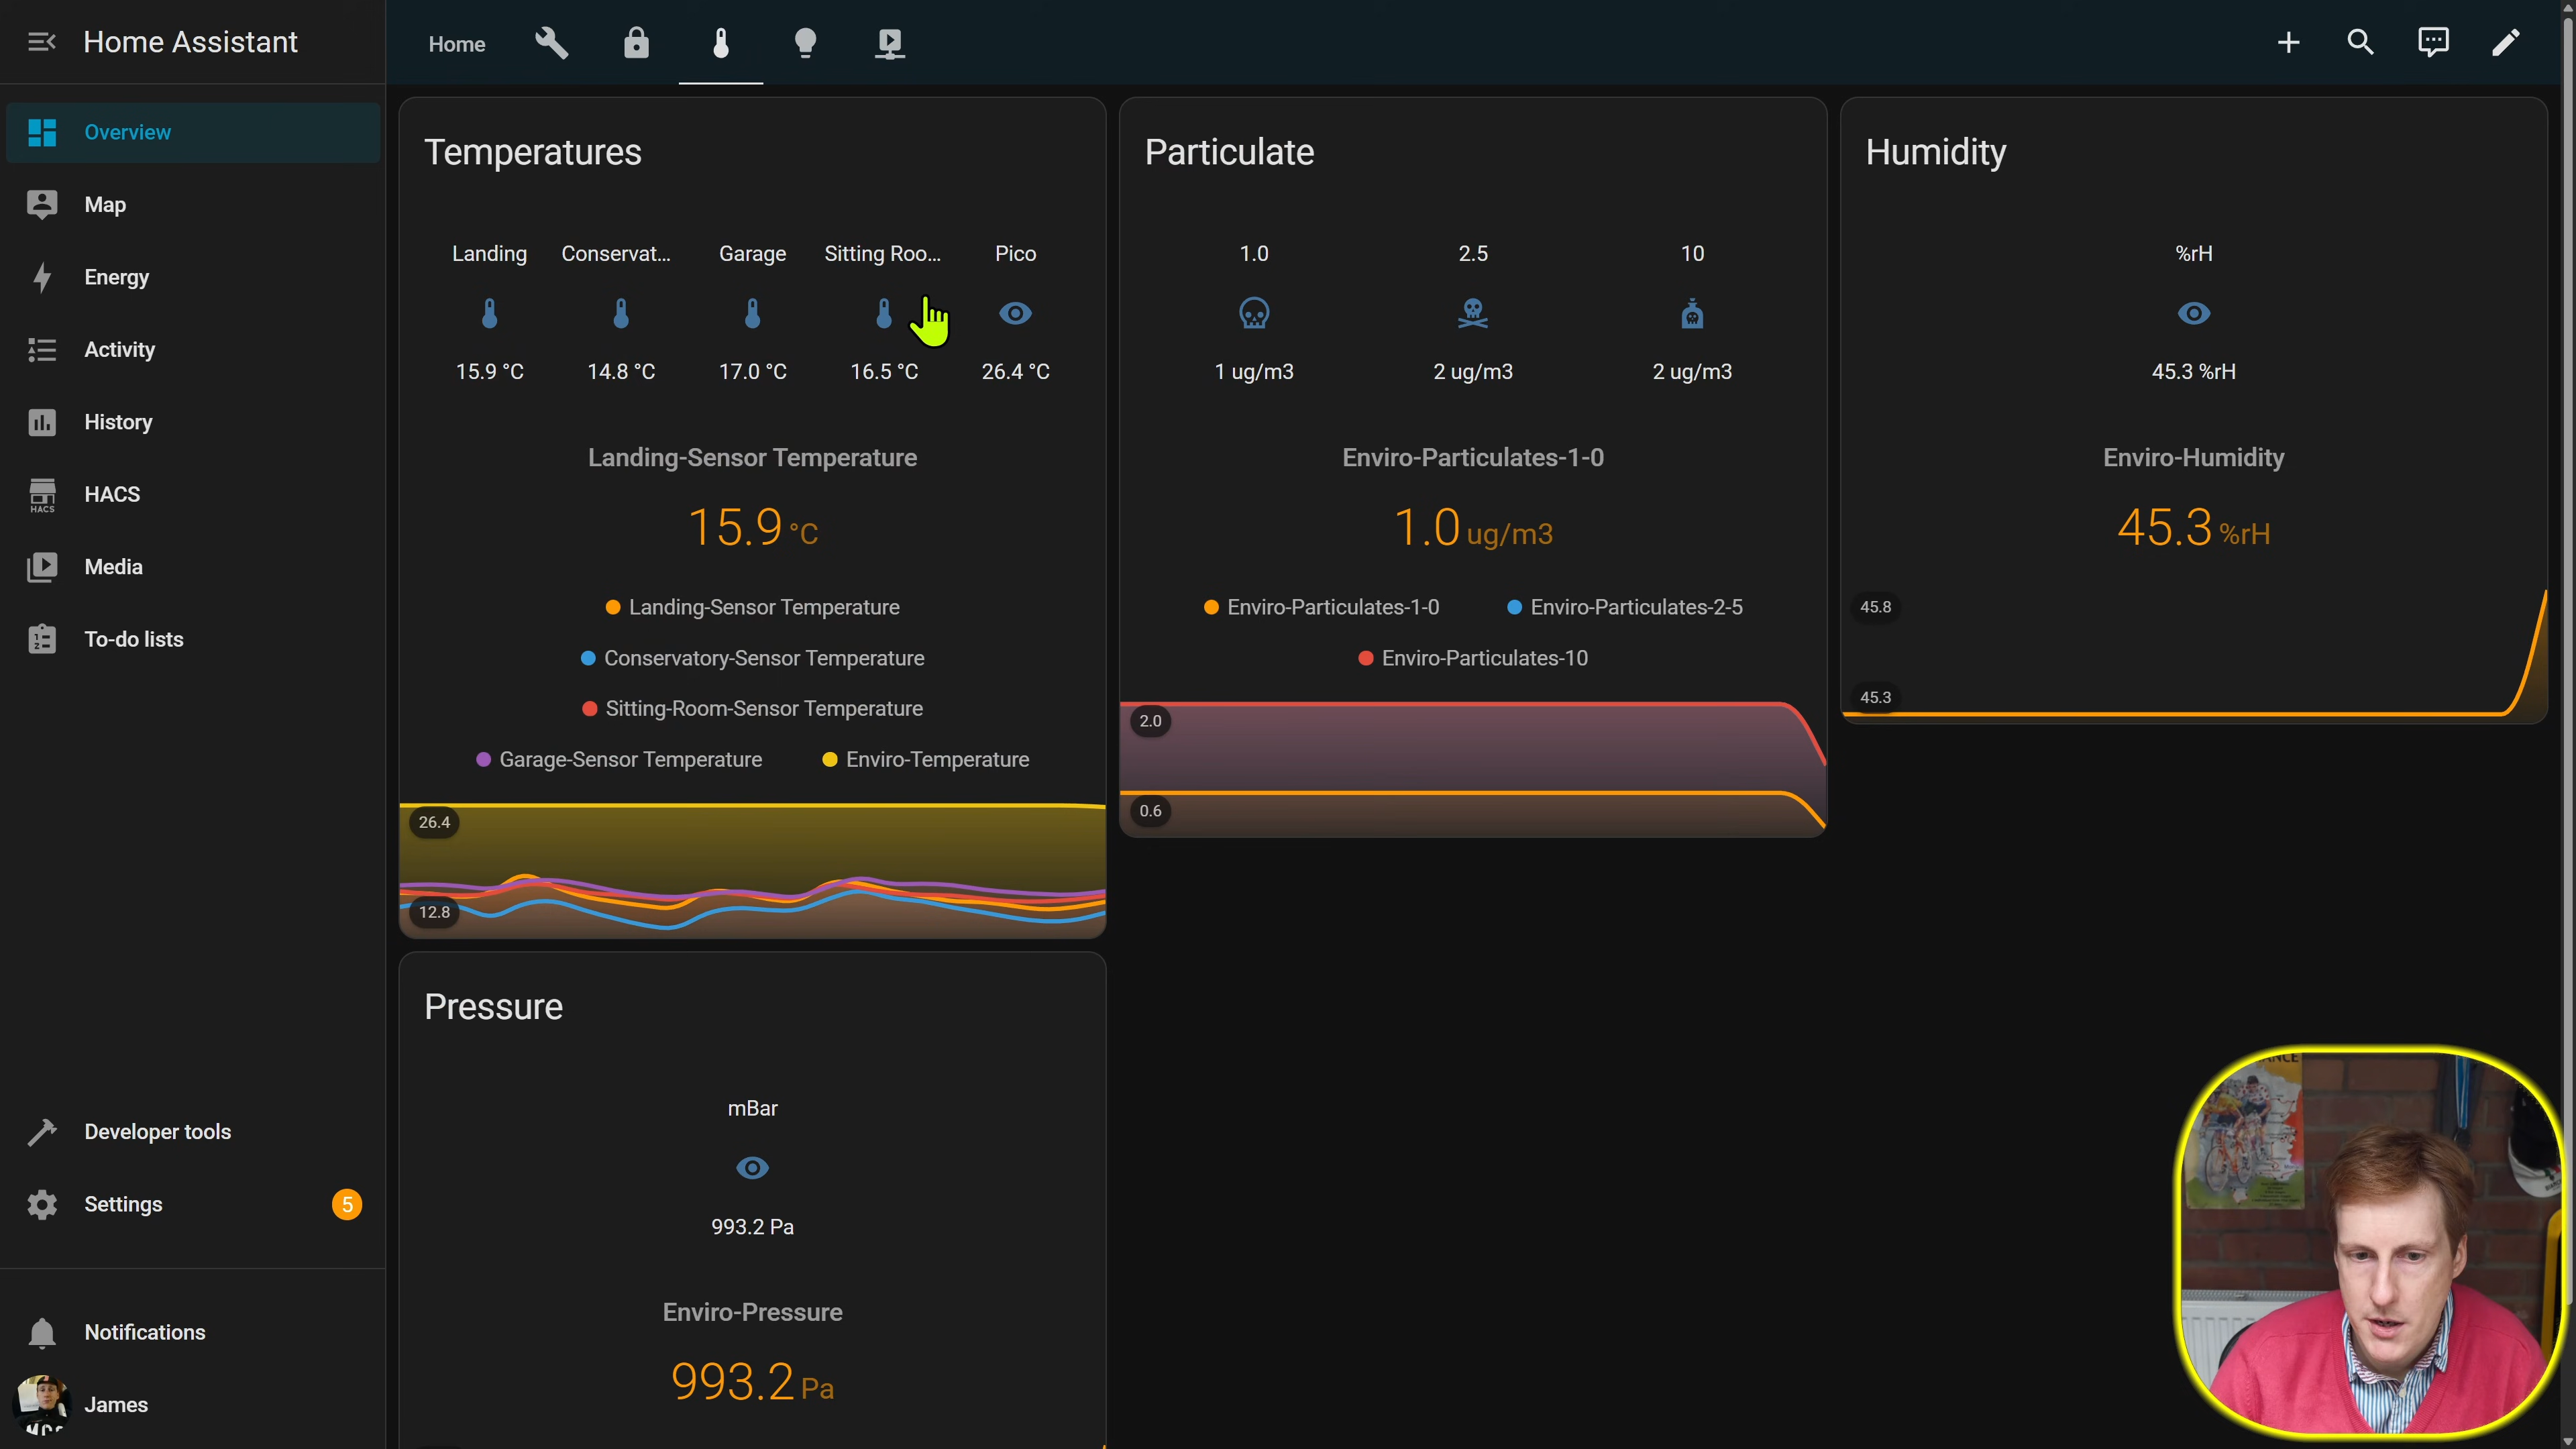 Home Assistant
Home
Overview
Map
Energy
Activity
History
HACS
HACS
Media
To-do lists
Developer tools
Settings
5
Notifications
James
Temperatures
Landing Conservat... Garage Sitting Roo... Pico
15.9 °C 14.8 °C 17.0 °C 16.5 °C 26.4 °C
Landing-Sensor Temperature
15.9 °C
Landing-Sensor Temperature
Conservatory-Sensor Temperature
Sitting-Room-Sensor Temperature
Garage-Sensor Temperature Enviro-Temperature
26.4
12.8
Particulate
1.0 2.5 10
1 ug/m3 2 ug/m3 2 ug/m3
Enviro-Particulates-1-0
1.0 ug/m3
Enviro-Particulates-1-0 Enviro-Particulates-2-5
Enviro-Particulates-10
2.0
0.6
Humidity
%rH
45.3 %rH
Enviro-Humidity
45.3 %rH
45.8
45.3
Pressure
mBar
993.2 Pa
Enviro-Pressure
993.2 Pa